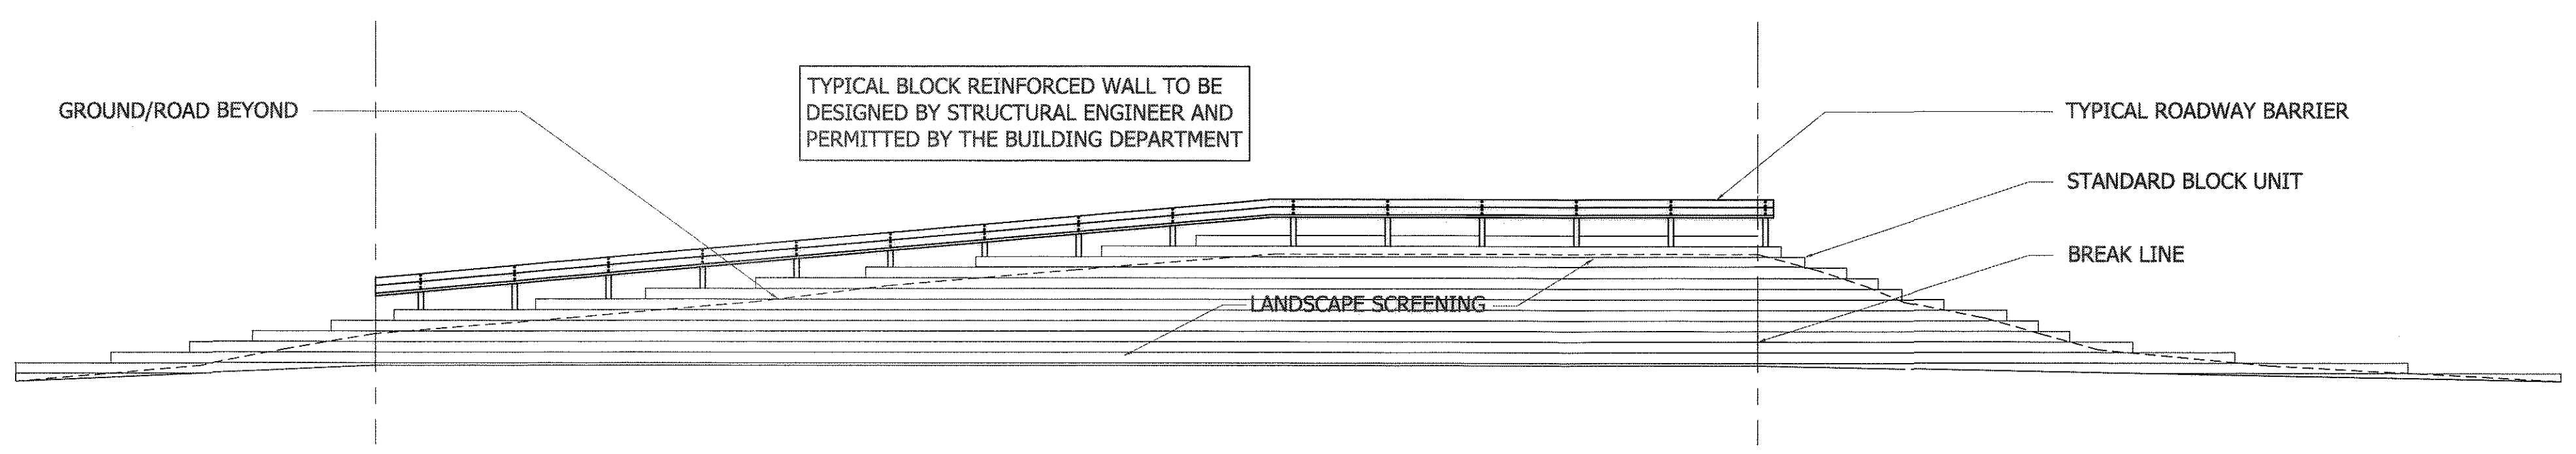 GROUND/ROAD BEYOND
TYPICAL BLOCK REINFORCED WALL TO BE
DESIGNED BY STRUCTURAL ENGINEER AND
PERMITTED BY THE BUILDING DEPARTMENT
TYPICAL ROADWAY BARRIER
STANDARD BLOCK UNIT
BREAK LINE
LANDSCAPE SCREENING